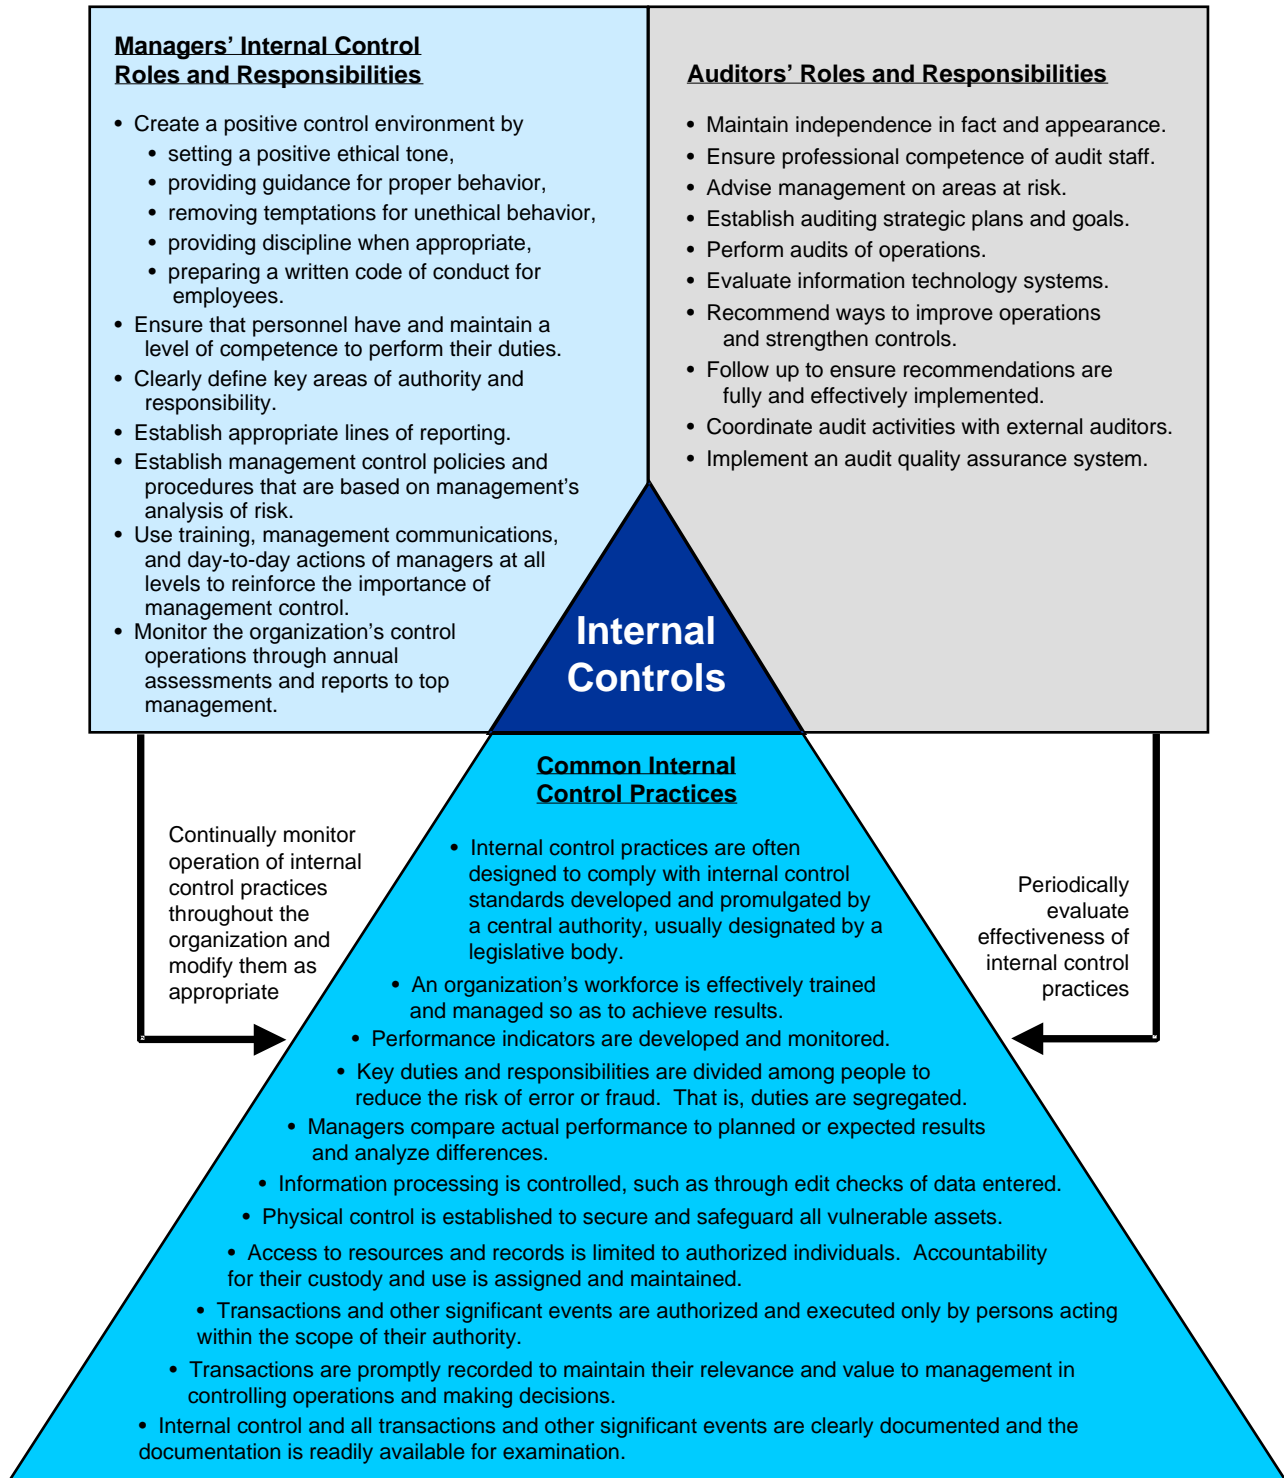 Managers’ Internal Control
Roles and Responsibilities
• Create a positive control environment by
• setting a positive ethical tone,
• providing guidance for proper behavior,
• removing temptations for unethical behavior,
• providing discipline when appropriate,
• preparing a written code of conduct for
employees.
• Ensure that personnel have and maintain a
level of competence to perform their duties.
• Clearly define key areas of authority and
responsibility.
• Establish appropriate lines of reporting.
• Establish management control policies and
procedures that are based on management’s
analysis of risk.
• Use training, management communications,
and day-to-day actions of managers at all
levels to reinforce the importance of
management control.
• Monitor the organization’s control
operations through annual
assessments and reports to top
management.
Auditors’ Roles and Responsibilities
• Maintain independence in fact and appearance.
• Ensure professional competence of audit staff.
• Advise management on areas at risk.
• Establish auditing strategic plans and goals.
• Perform audits of operations.
• Evaluate information technology systems.
• Recommend ways to improve operations
and strengthen controls.
• Follow up to ensure recommendations are
fully and effectively implemented.
• Coordinate audit activities with external auditors.
• Implement an audit quality assurance system.
Internal
Controls
Continually monitor
operation of internal
control practices
throughout the
organization and
modify them as
appropriate
Periodically
evaluate
effectiveness of
internal control
practices
Common Internal
Control Practices
• Internal control practices are often
designed to comply with internal control
standards developed and promulgated by
a central authority, usually designated by a
legislative body.
• An organization’s workforce is effectively trained
and managed so as to achieve results.
• Performance indicators are developed and monitored.
• Key duties and responsibilities are divided among people to
reduce the risk of error or fraud.  That is, duties are segregated.
• Managers compare actual performance to planned or expected results
and analyze differences.
• Information processing is controlled, such as through edit checks of data entered.
• Physical control is established to secure and safeguard all vulnerable assets.
• Access to resources and records is limited to authorized individuals.  Accountability
for their custody and use is assigned and maintained.
• Transactions and other significant events are authorized and executed only by persons acting
within the scope of their authority.
• Transactions are promptly recorded to maintain their relevance and value to management in
controlling operations and making decisions.
• Internal control and all transactions and other significant events are clearly documented and the
documentation is readily available for examination.